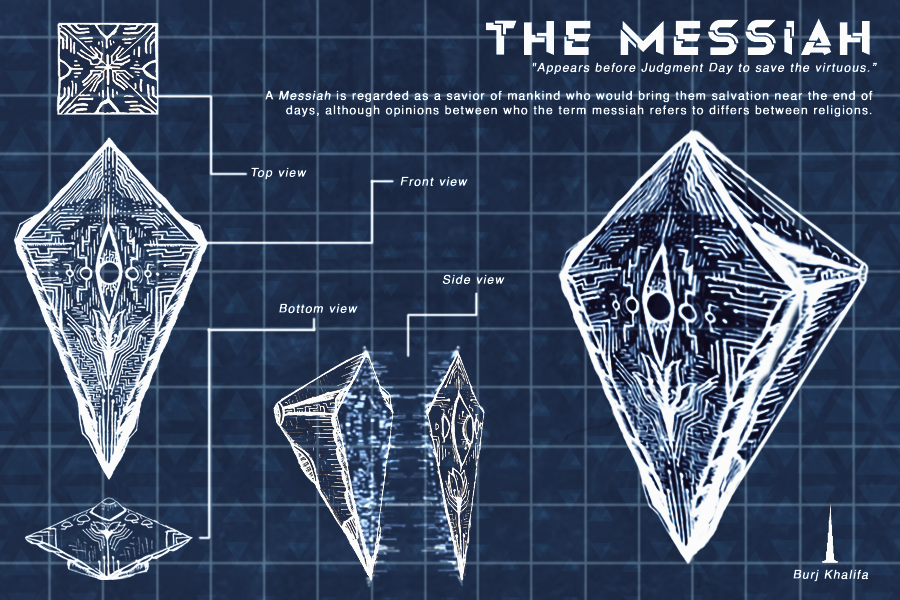 THE MESSIAH
"Appears before Judgment Day to save the virtuous."
A Messiah is regarded as a savior of mankind who would bring them salvation near the end of
days, although opinions between who the term messiah refers to differs between religions.
Top view
Front view
Side view
Bottom view
Burj Khalifa